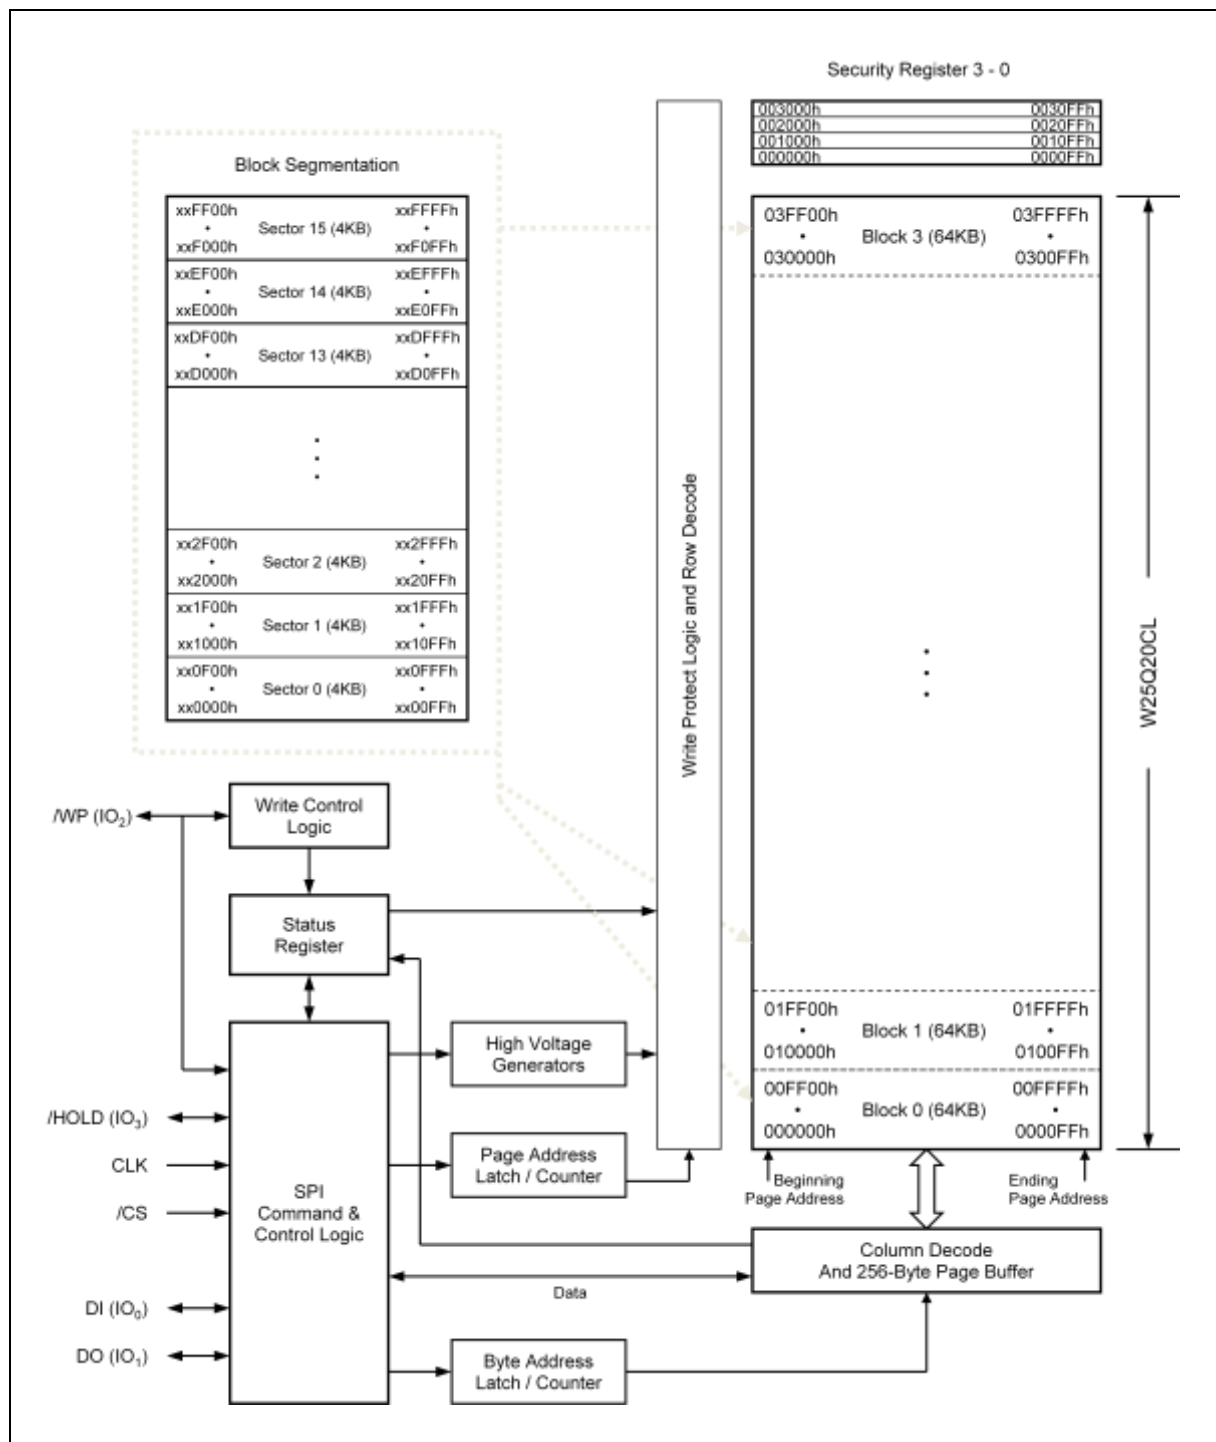 Security Register 3 - 0
003000h 0030FFh
002000h 0020FFh
001000h 0010FFh
000000h 0000FFh
Block Segmentation
xxFF00h xxFFFFh
Sector 15 (4KB)
xxF000h xxF0FFh
xxEF00h xxEFFFh
Sector 14 (4KB)
xxE000h xxE0FFh
xxDF00h xxDFFFh
Sector 13 (4KB)
xxD000h xxD0FFh
xx2F00h xx2FFFh
Sector 2 (4KB)
xx2000h xx20FFh
xx1F00h xx1FFFh
Sector 1 (4KB)
xx1000h xx10FFh
xx0F00h xx0FFFh
Sector 0 (4KB)
xx0000h xx00FFh
Write Protect Logic and Row Decode
03FF00h 03FFFFh
Block 3 (64KB)
030000h 0300FFh
01FF00h 01FFFFh
Block 1 (64KB)
010000h 0100FFh
00FF00h 00FFFFh
Block 0 (64KB)
000000h 0000FFh
W25Q20CL
Beginning
Page Address
Ending
Page Address
/WP (IO2)
Write Control
Logic
Status
Register
High Voltage
Generators
/HOLD (IO3)
CLK
/CS
DI (IO0)
DO (IO1)
SPI
Command &
Control Logic
Page Address
Latch / Counter
Column Decode
And 256-Byte Page Buffer
Data
Byte Address
Latch / Counter